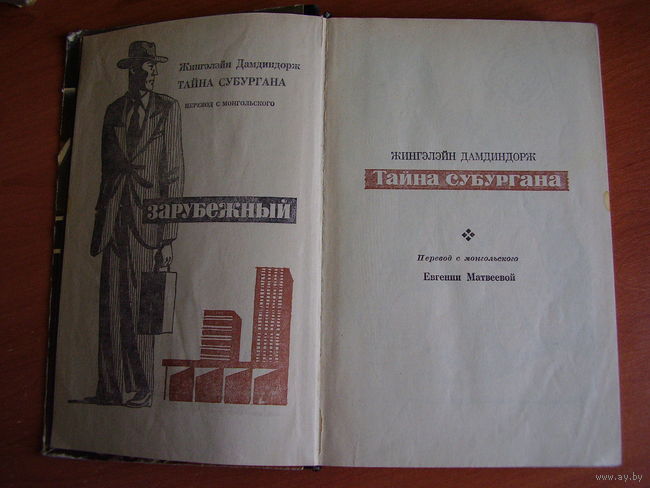 Жингэлэйн Дамдиндорж
ТАЙНА СУБУРГАНА
ПЕРЕВОД С МОНГОЛЬСКОГО
ЗАРУБЕЖНЫЙ
ЖИНГЭЛЭЙН ДАМДИНДОРЖ
ТАЙНА СУБУРГАНА
Перевод с монгольского
Евгении Матвеевой
www.ay.by